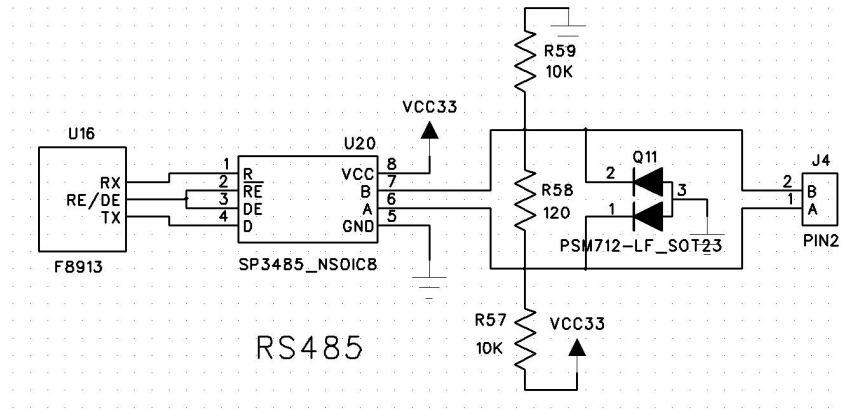 R59
10K
VCC33
U16
U20
Q11
J4
RX
RE/DE
TX
1
2
3
4
R
RE
DE
D
VCC
B
A
GND
8
7
6
5
R58
120
2
1
3
2
1
B
A
F8913
SP3485_NSOIC8
PSM712-LF_SOT23
PIN2
RS485
R57
10K
VCC33